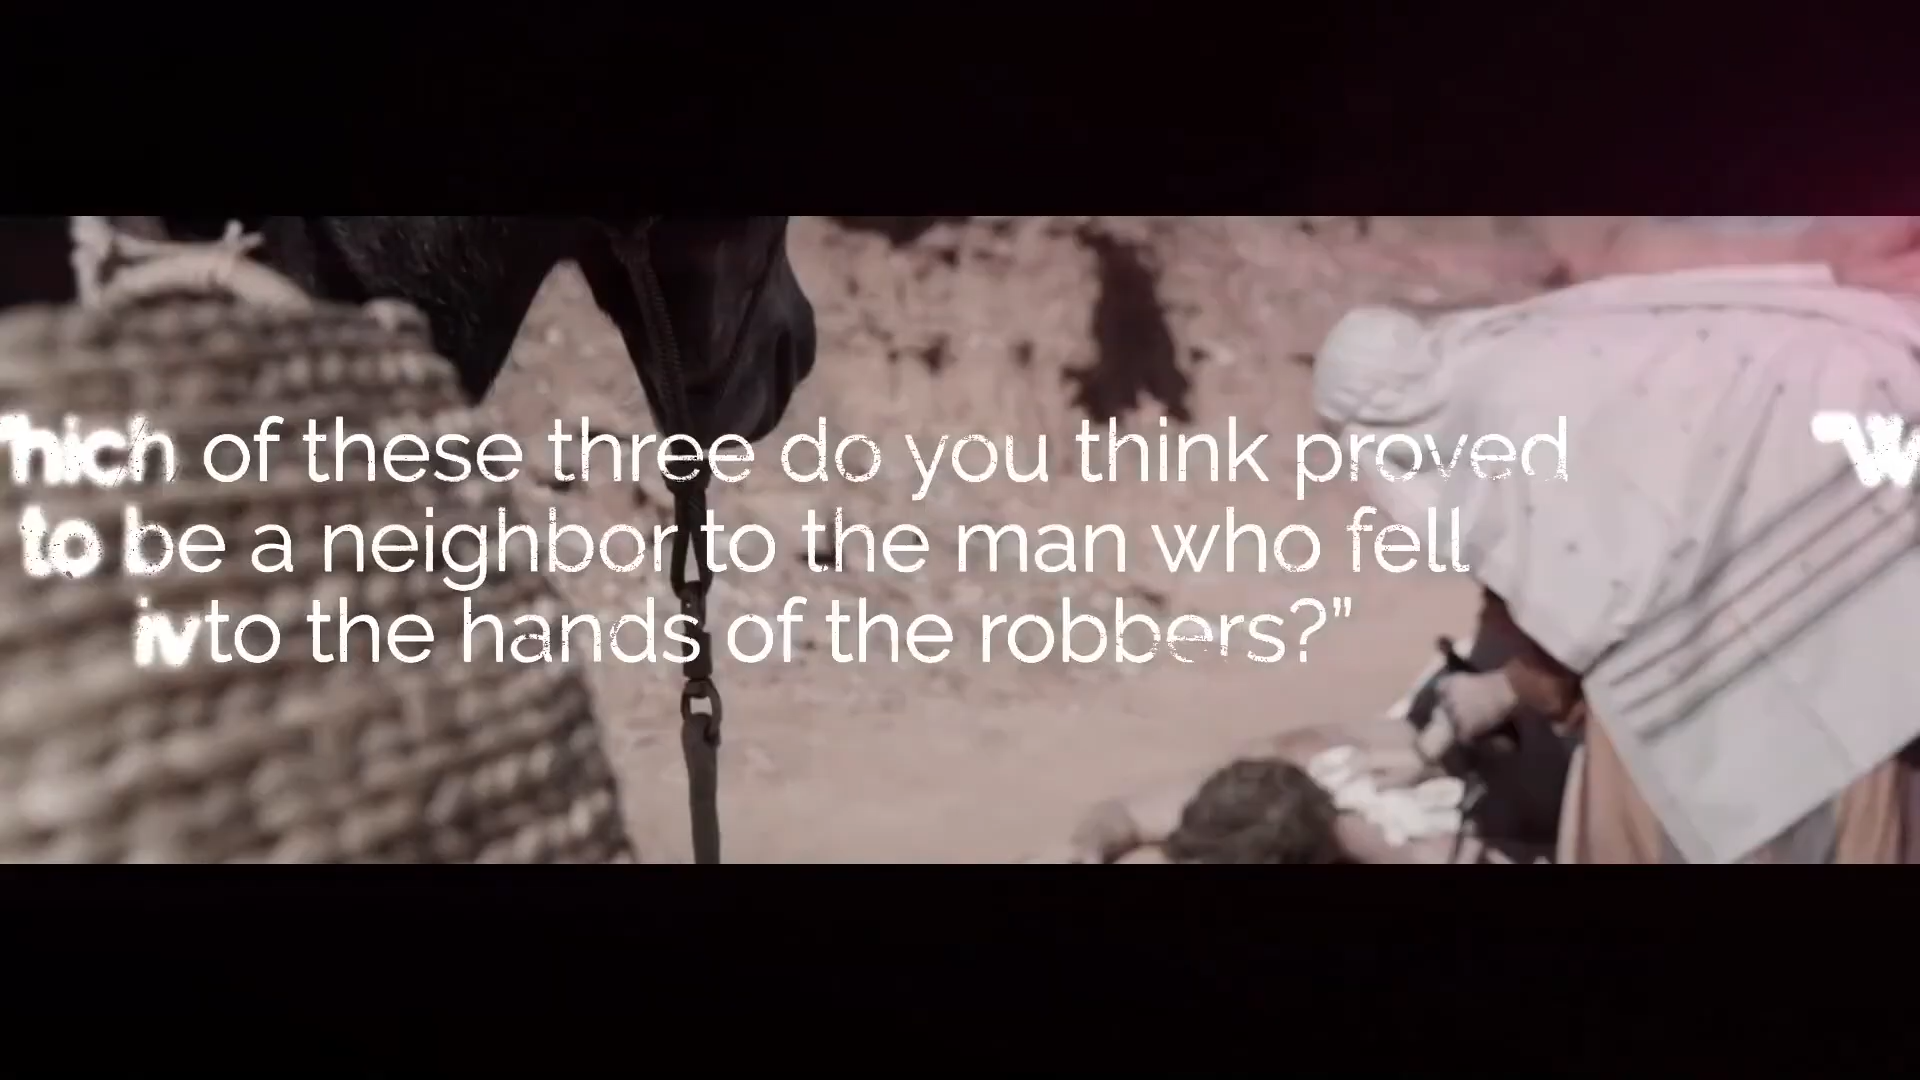 hich of these three do you think proved "W
to be a neighbor to the man who fell
to the hands of the robbers?”